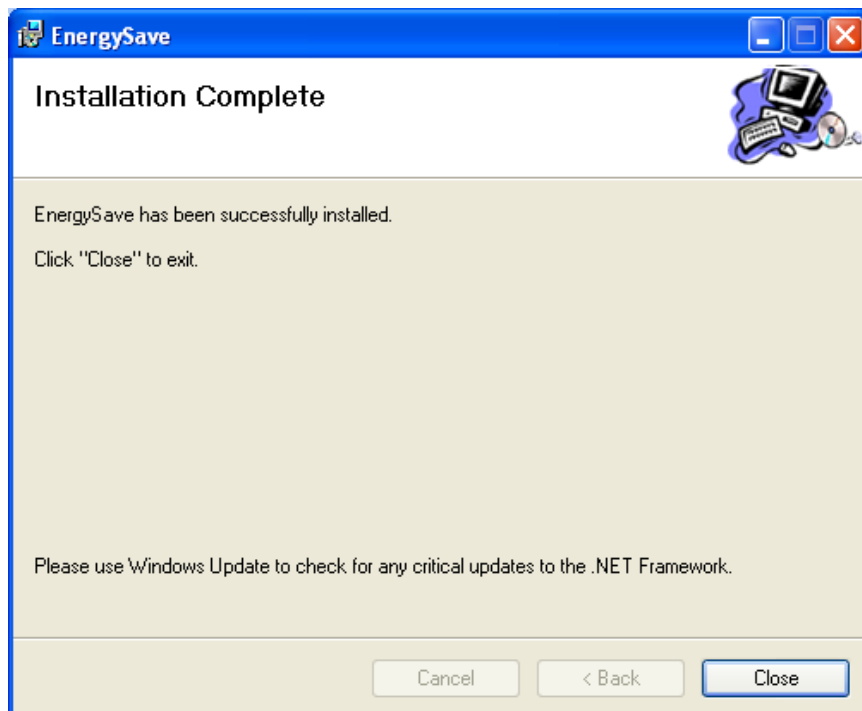 EnergySave
Installation Complete
EnergySave has been successfully installed.
Click "Close" to exit.
Please use Windows Update to check for any critical updates to the .NET Framework.
Cancel
< Back
Close